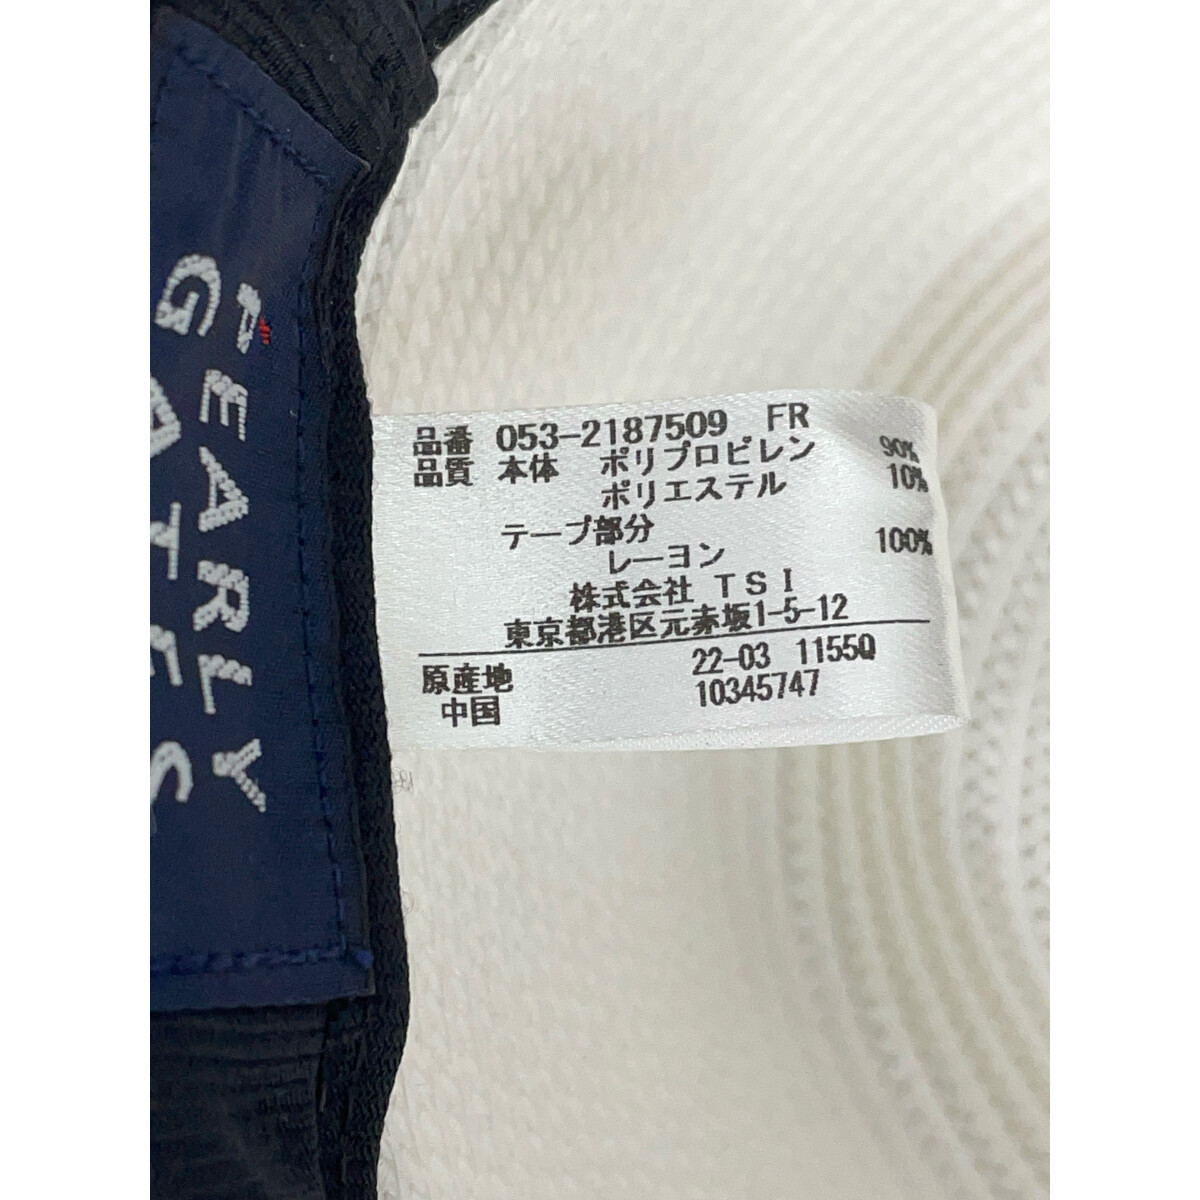 PEARLY
GATES
品番 053-2187509 FR
品質 本体 ポリプロピレン 90%
ポリエステル 10%
テープ部分
レーヨン 100%
株式会社 TSI
東京都港区元赤坂1-5-12
22-03 1155Q
原産地 10345747
中国